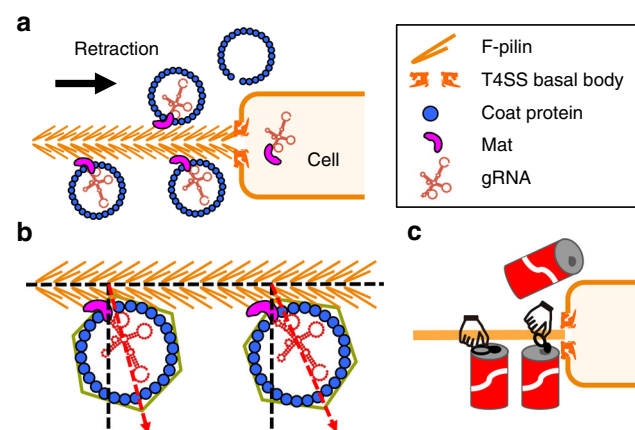 a
Retraction
Cell
F-pilin
T4SS basal body
Coat protein
Mat
gRNA
b
c